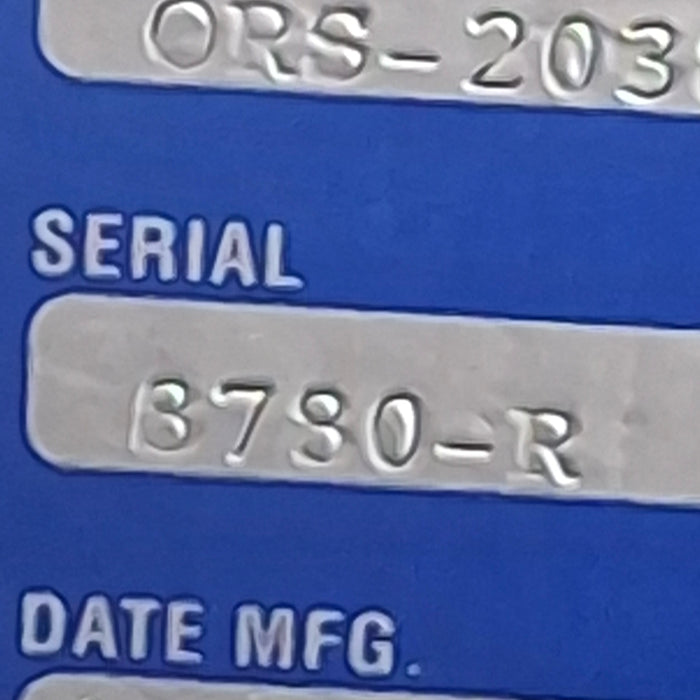 ORS-203
SERIAL
8780-R
DATE MFG.